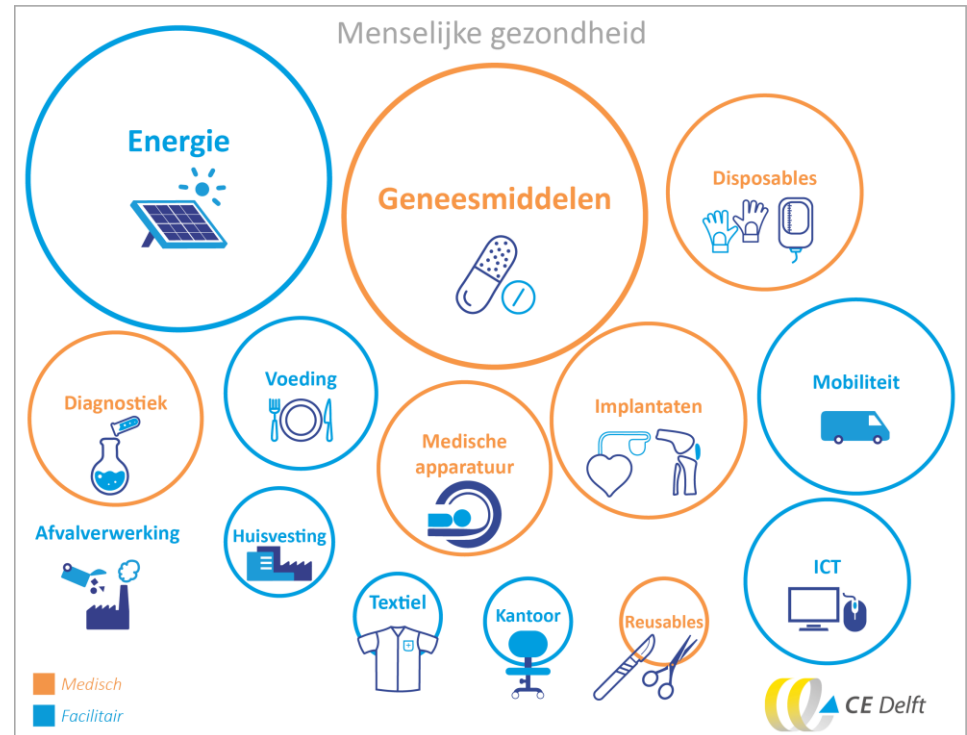 Menselijke gezondheid
Energie
Geneesmiddelen
Disposables
Diagnostiek
Voeding
Medische
apparatuur
Implantaten
Mobiliteit
Afvalverwerking
Huisvesting
Textiel
Kantoor
Reusables
ICT
Medisch
Facilitair
CE Delft